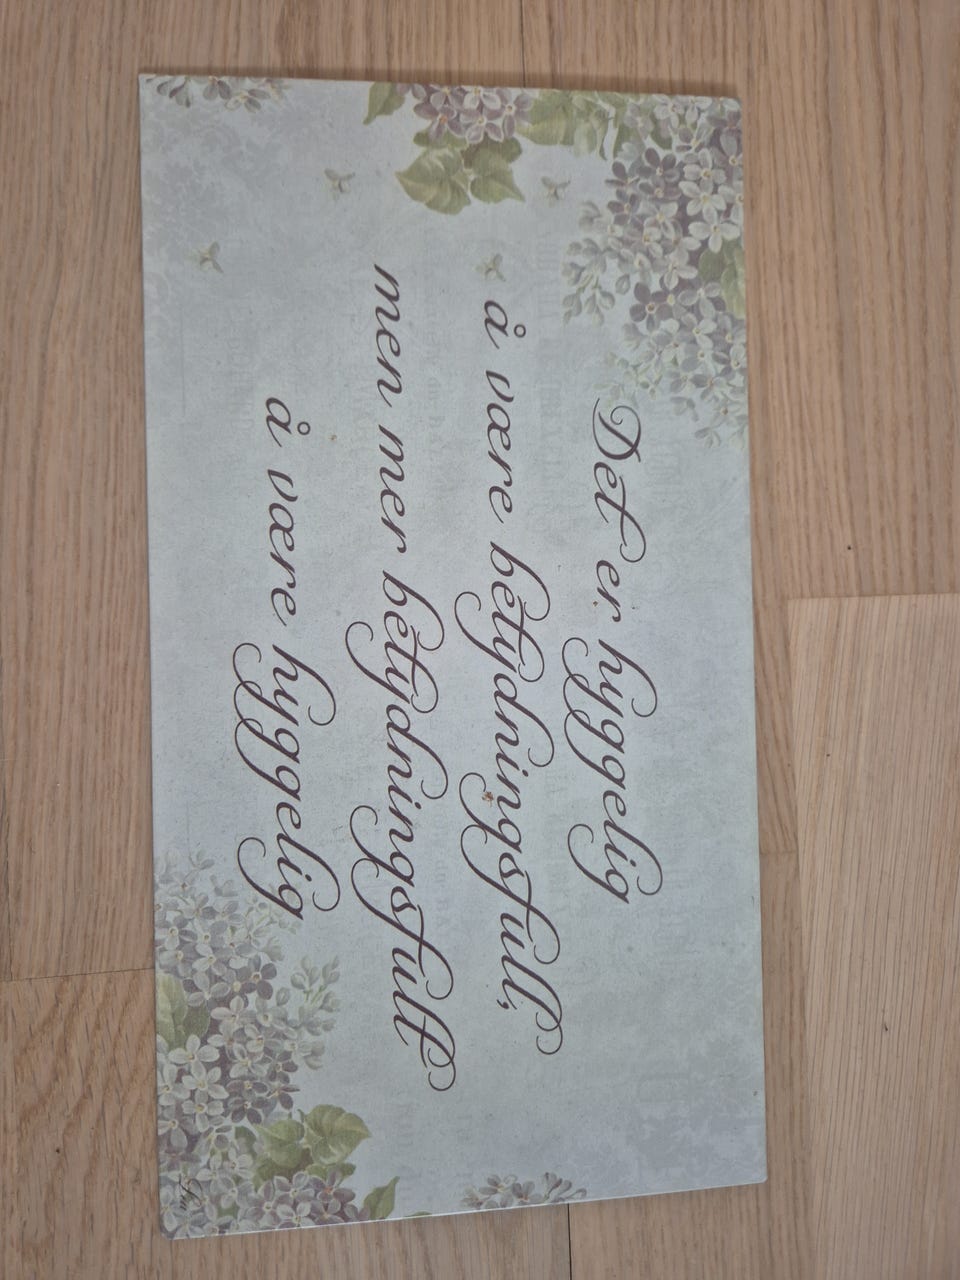 Det er hyggelig
å være betydningsfull,
men mer betydningsfullt
å være hyggelig